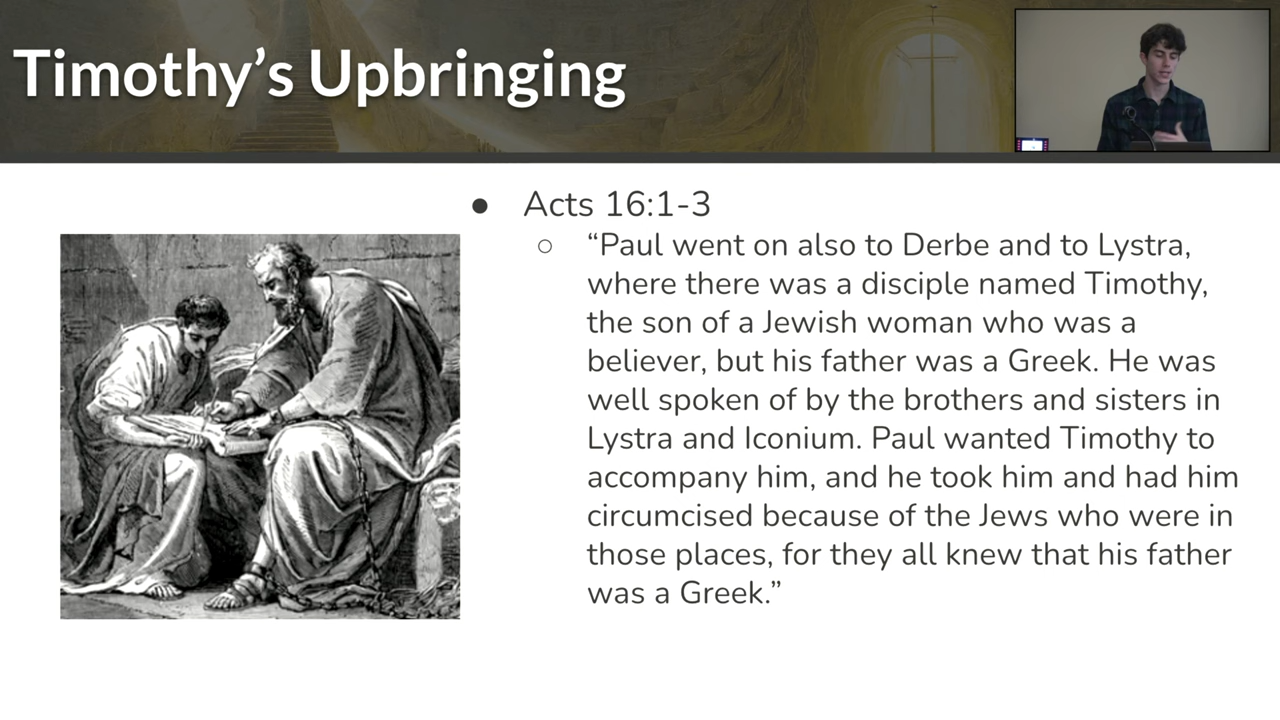 Timothy’s Upbringing
● Acts 16:1-3
○ “Paul went on also to Derbe and to Lystra,
where there was a disciple named Timothy,
the son of a Jewish woman who was a
believer, but his father was a Greek. He was
well spoken of by the brothers and sisters in
Lystra and Iconium. Paul wanted Timothy to
accompany him, and he took him and had him
circumcised because of the Jews who were in
those places, for they all knew that his father
was a Greek.”